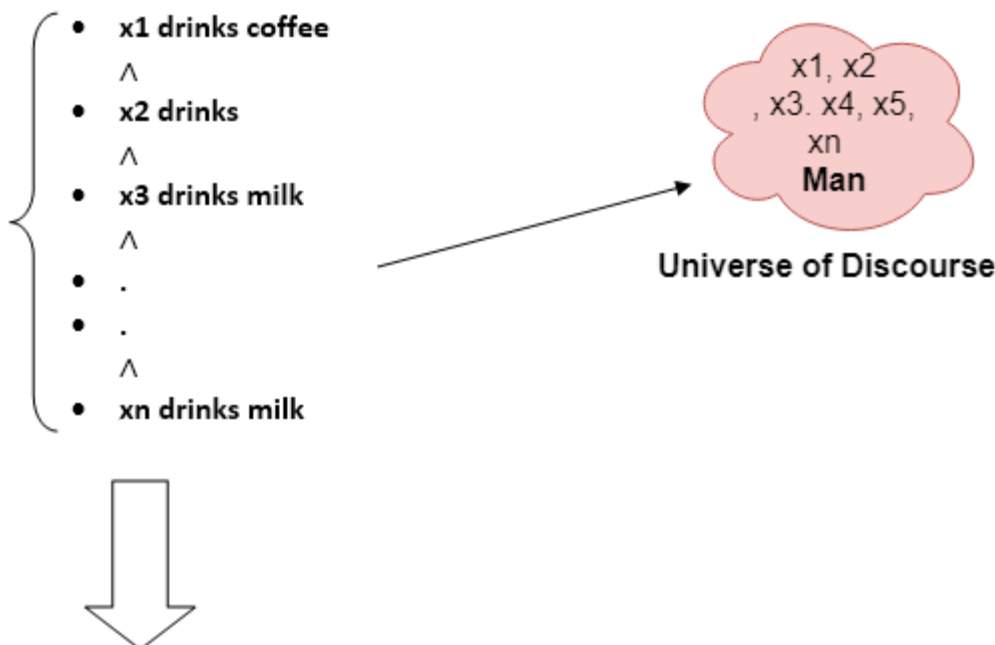 • x1 drinks coffee
∧
• x2 drinks
∧
• x3 drinks milk
∧
• .
• .
∧
• xn drinks milk
x1, x2
, x3. x4, x5,
xn
Man
Universe of Discourse